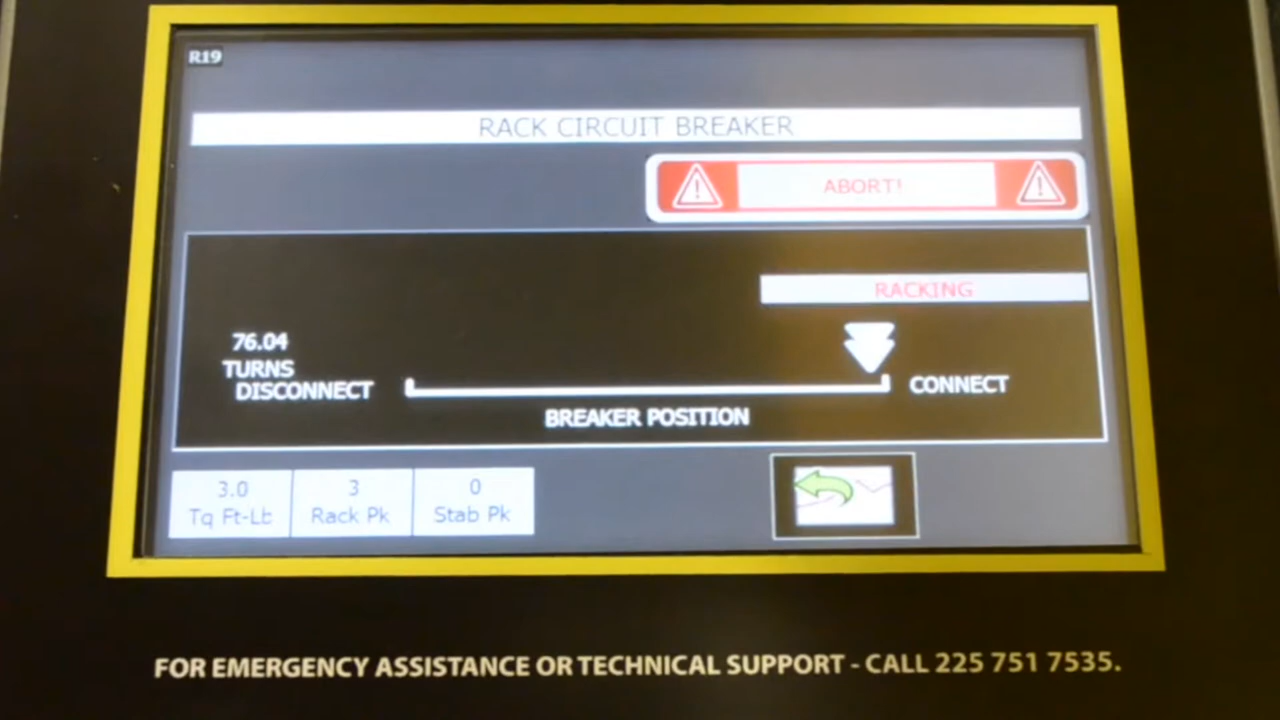 R19
RACK CIRCUIT BREAKER
ABORT!
RACKING
76.04
TURNS
DISCONNECT
CONNECT
BREAKER POSITION
3.0
Tq Ft-Lb
3
Rack Pk
0
Stab Pk
FOR EMERGENCY ASSISTANCE OR TECHNICAL SUPPORT - CALL 225 751 7535.